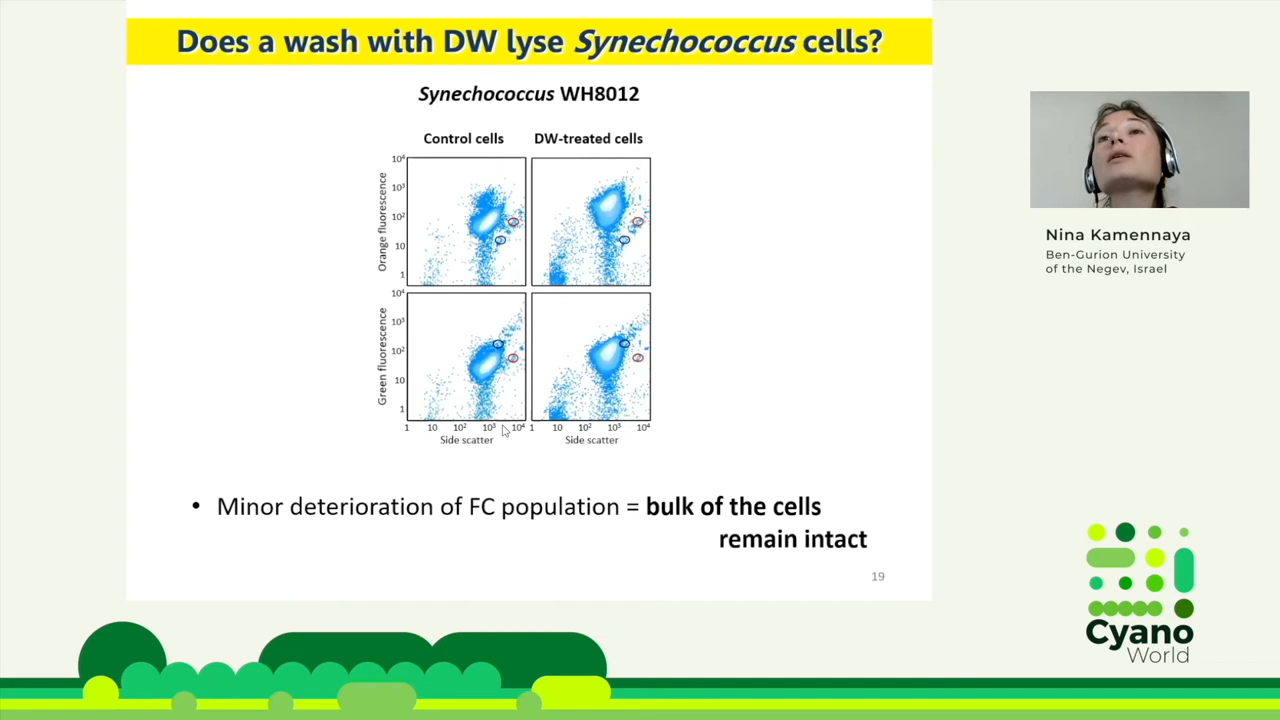 Does a wash with DW lyse Synechococcus cells?
Synechococcus WH8012
Control cells
DW-treated cells
Orange fluorescence
10⁴
10³
10²
10
1
Green fluorescence
10⁴
10³
10²
10
1
1 10 10² 10³ 10⁴
1 10 10² 10³ 10⁴
Side scatter
Side scatter
• Minor deterioration of FC population = bulk of the cells
remain intact
19
Nina Kamennaya
Ben-Gurion University
of the Negev, Israel
Cyano
World